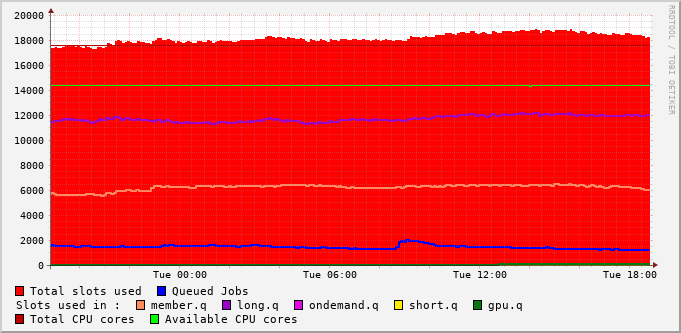 20000
18000
16000
14000
12000
10000
8000
6000
4000
2000
0
Tue 00:00 Tue 06:00 Tue 12:00 Tue 18:00
RRDTOOL / TOBI OETIKER
Total slots used Queued Jobs
Slots used in : member.q long.q ondemand.q short.q gpu.q
Total CPU cores Available CPU cores